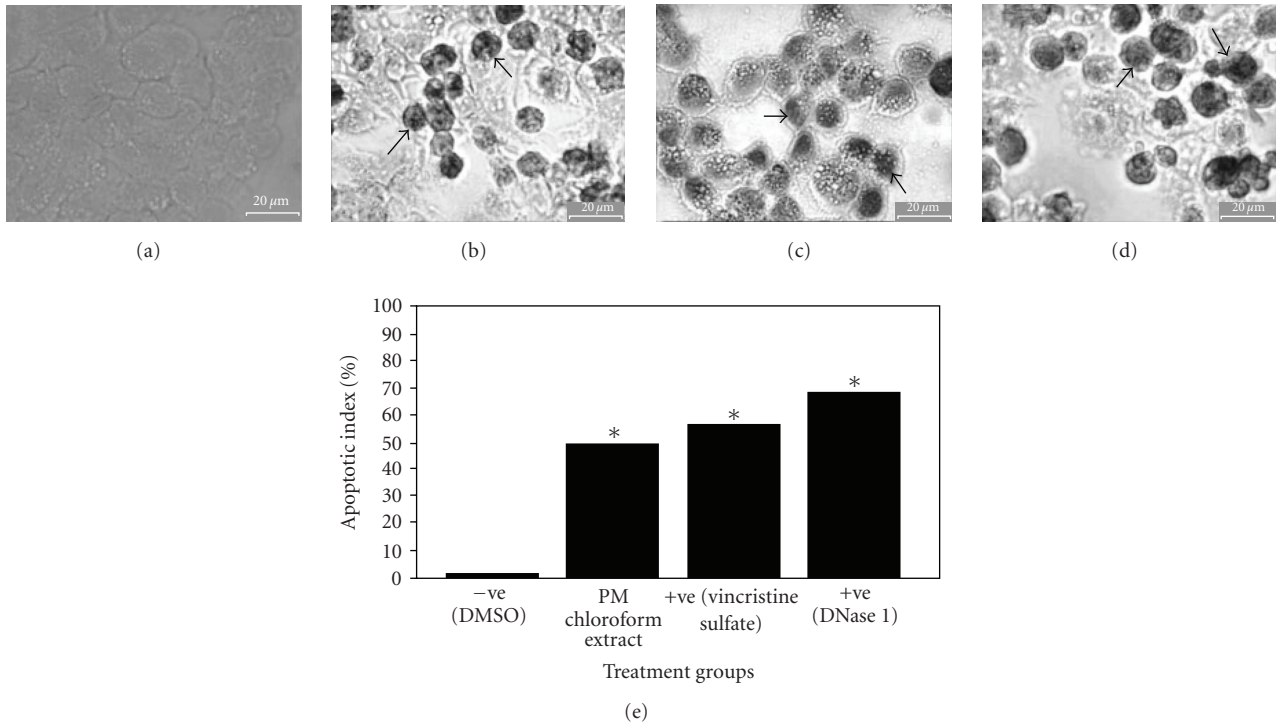 20 µm
20 µm
20 µm
20 µm
(a)
(b)
(c)
(d)
100
90
80
70
60
50
40
30
20
10
0
Apoptotic index (%)
*
*
*
−ve
(DMSO)
PM
chloroform
extract
+ve (vincristine
sulfate)
+ve
(DNase 1)
Treatment groups
(e)